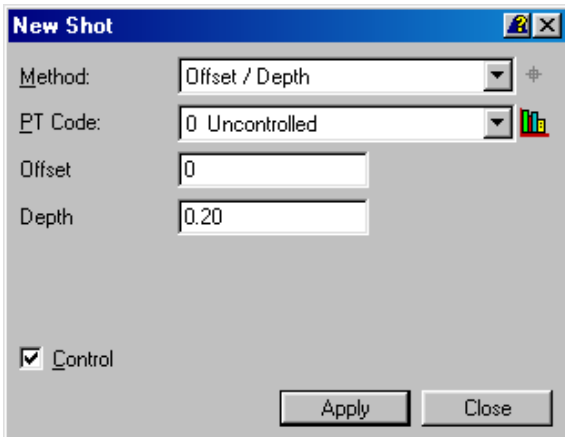 New Shot
Method: Offset / Depth
PT Code: 0 Uncontrolled
Offset 0
Depth 0.20
Control
Apply Close